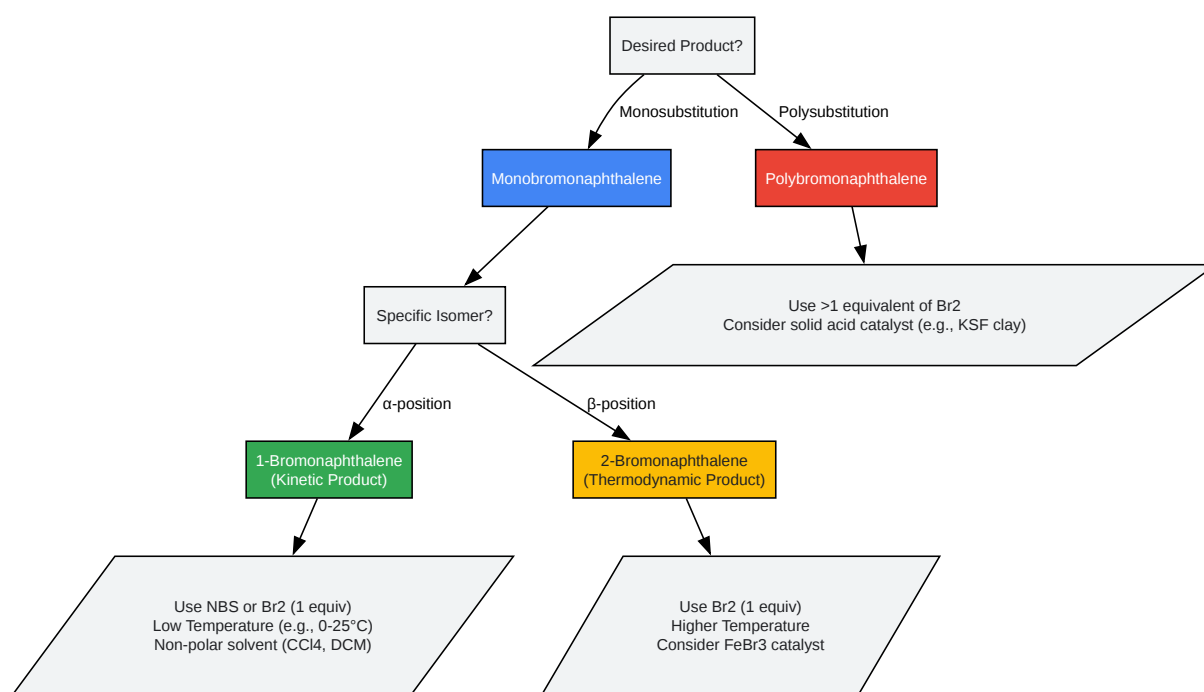 Desired Product?
Monosubstitution
Polysubstitution
Monobromonaphthalene
Polybromonaphthalene
Specific Isomer?
Use >1 equivalent of Br2
Consider solid acid catalyst (e.g., KSF clay)
α-position
β-position
1-Bromonaphthalene
(Kinetic Product)
2-Bromonaphthalene
(Thermodynamic Product)
Use NBS or Br2 (1 equiv)
Low Temperature (e.g., 0-25°C)
Non-polar solvent (CCl4, DCM)
Use Br2 (1 equiv)
Higher Temperature
Consider FeBr3 catalyst